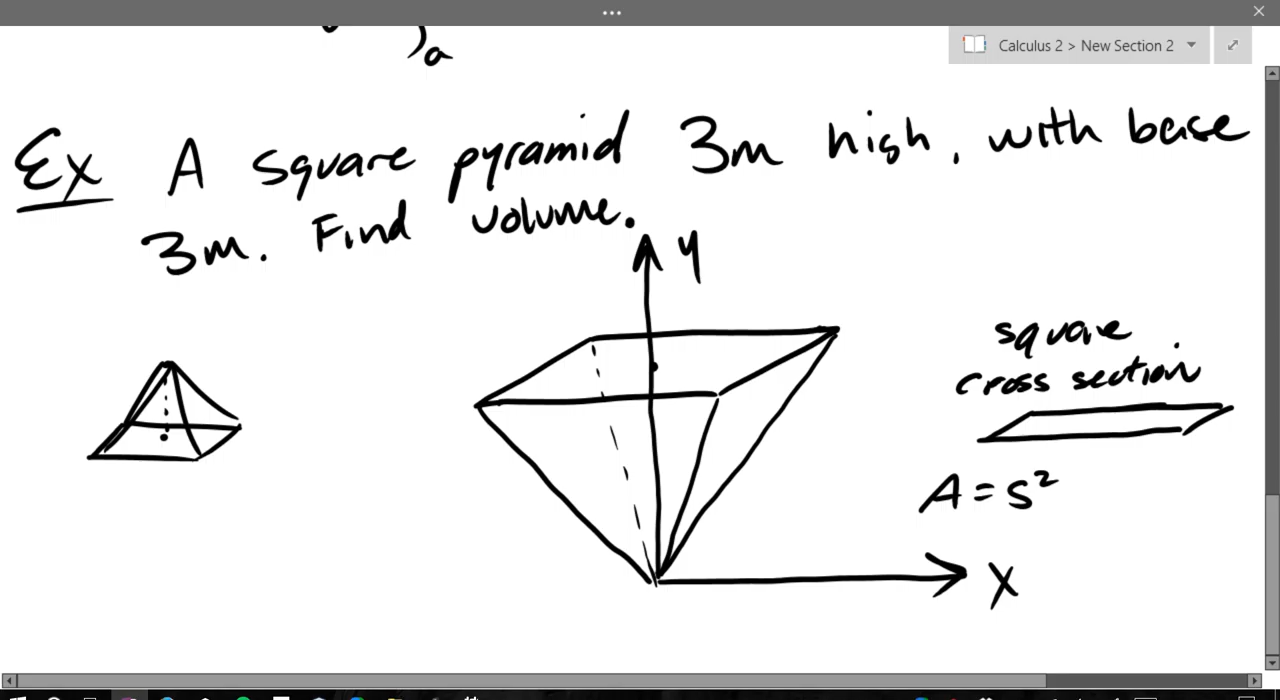 Calculus 2 > New Section 2
a
Ex A square pyramid 3m high, with base
3m. Find volume.
y
square
cross section
A = s²
x